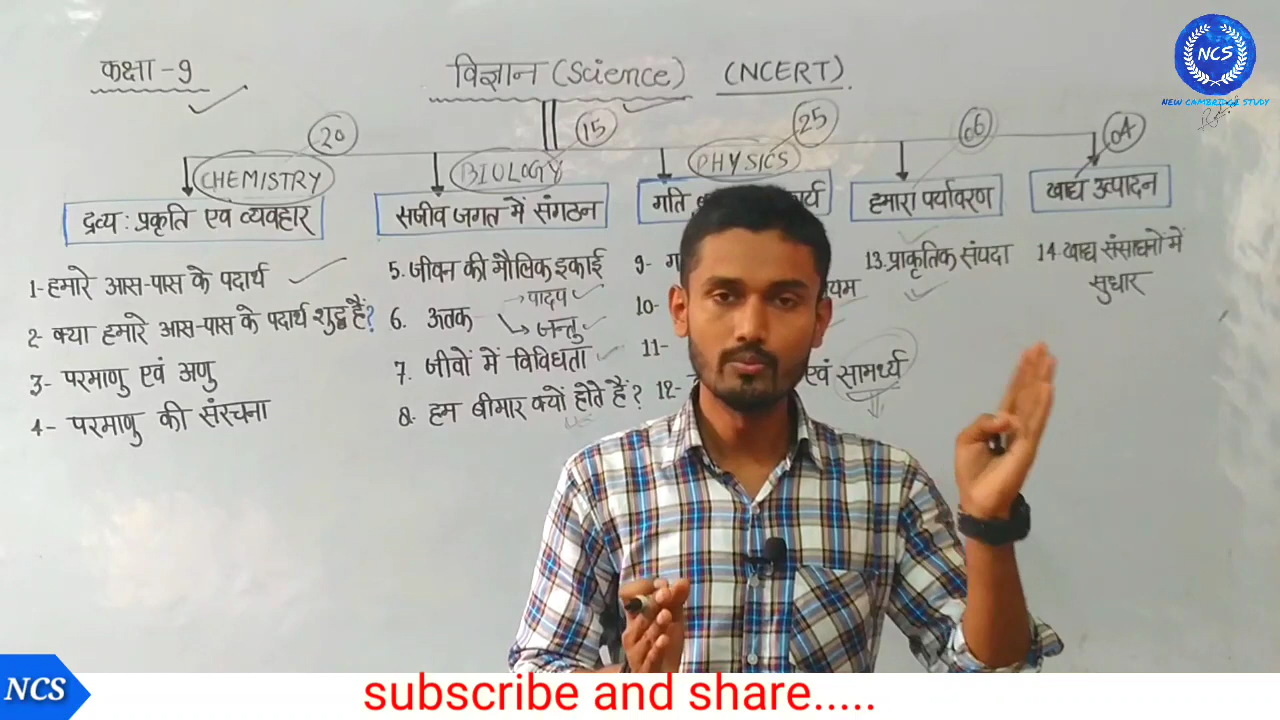 कक्षा - 9
विज्ञान (Science) (NCERT)
NCS
NEW CAMBRIDGE STUDY
20
15
25
06
04
CHEMISTRY
BIOLOGY
PHYSICS
द्रव्य : प्रकृति एवं व्यवहार
सजीव जगत में संगठन
गति
हमारा पर्यावरण
खाद्य उत्पादन
1- हमारे आस-पास के पदार्थ
2- क्या हमारे आस-पास के पदार्थ शुद्ध हैं?
3- परमाणु एवं अणु
4- परमाणु की संरचना
5. जीवन की मौलिक इकाई
6. ऊतक → पादप
→ जन्तु
7. जीवों में विविधता
8. हम बीमार क्यों होते हैं?
9-
10-
11-
12- एवं सामर्थ्य
13. प्राकृतिक संपदा
14. खाद्य संसाधनों में
सुधार
NCS
subscribe and share.....